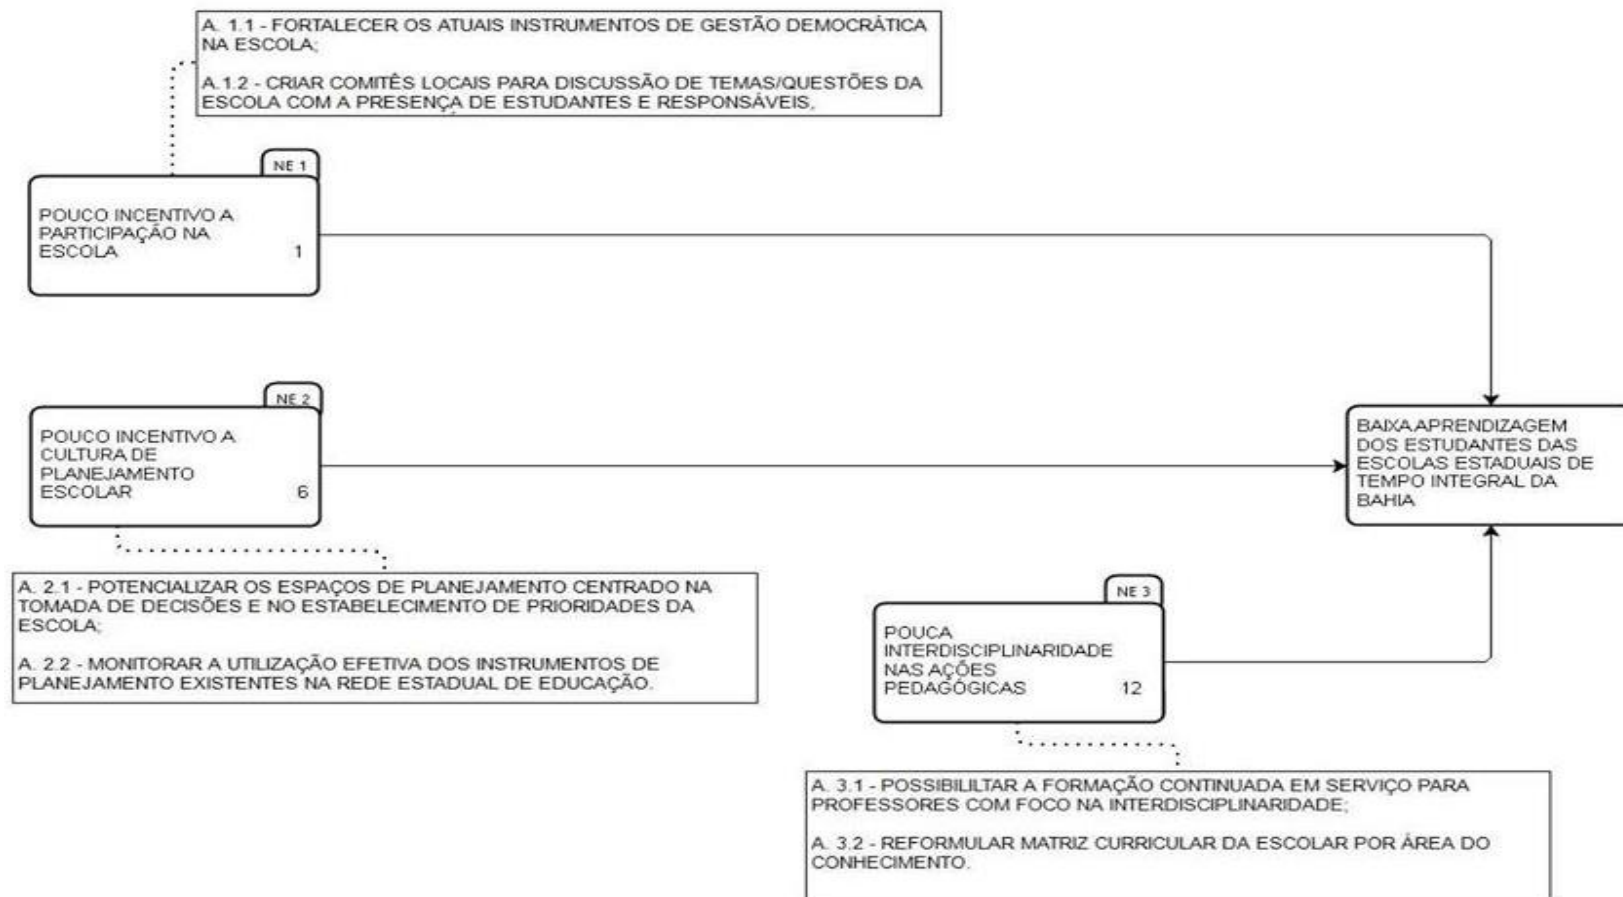 A. 1.1 - FORTALECER OS ATUAIS INSTRUMENTOS DE GESTÃO DEMOCRÁTICA
NA ESCOLA;
A.1.2 - CRIAR COMITÊS LOCAIS PARA DISCUSSÃO DE TEMAS/QUESTÕES DA
ESCOLA COM A PRESENÇA DE ESTUDANTES E RESPONSÁVEIS,
NE 1
POUCO INCENTIVO A
PARTICIPAÇÃO NA
ESCOLA 1
NE 2
POUCO INCENTIVO A
CULTURA DE
PLANEJAMENTO
ESCOLAR 6
BAIXA APRENDIZAGEM
DOS ESTUDANTES DAS
ESCOLAS ESTADUAIS DE
TEMPO INTEGRAL DA
BAHIA
A. 2.1 - POTENCIALIZAR OS ESPAÇOS DE PLANEJAMENTO CENTRADO NA
TOMADA DE DECISÕES E NO ESTABELECIMENTO DE PRIORIDADES DA
ESCOLA;
A. 2.2 - MONITORAR A UTILIZAÇÃO EFETIVA DOS INSTRUMENTOS DE
PLANEJAMENTO EXISTENTES NA REDE ESTADUAL DE EDUCAÇÃO.
NE 3
POUCA
INTERDISCIPLINARIDADE
NAS AÇÕES
PEDAGÓGICAS 12
A. 3.1 - POSSIBILILTAR A FORMAÇÃO CONTINUADA EM SERVIÇO PARA
PROFESSORES COM FOCO NA INTERDISCIPLINARIDADE;
A. 3.2 - REFORMULAR MATRIZ CURRICULAR DA ESCOLAR POR ÁREA DO
CONHECIMENTO.